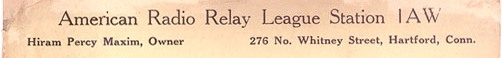 American Radio Relay League Station 1AW
Hiram Percy Maxim, Owner 276 No. Whitney Street, Hartford, Conn.